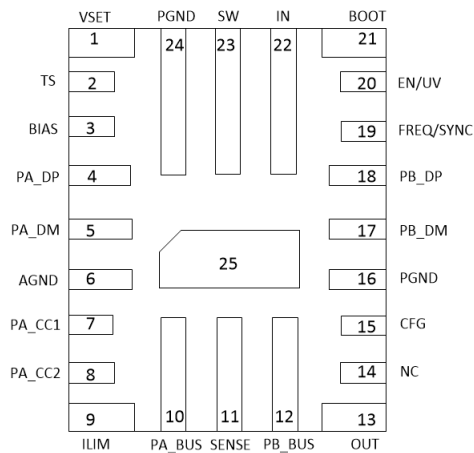 VSET PGND SW IN BOOT
1 24 23 22 21
TS 2 20 EN/UV
BIAS 3 19 FREQ/SYNC
PA_DP 4 18 PB_DP
PA_DM 5 17 PB_DM
25
AGND 6 16 PGND
PA_CC1 7 15 CFG
PA_CC2 8 14 NC
9 10 11 12 13
ILIM PA_BUS SENSE PB_BUS OUT